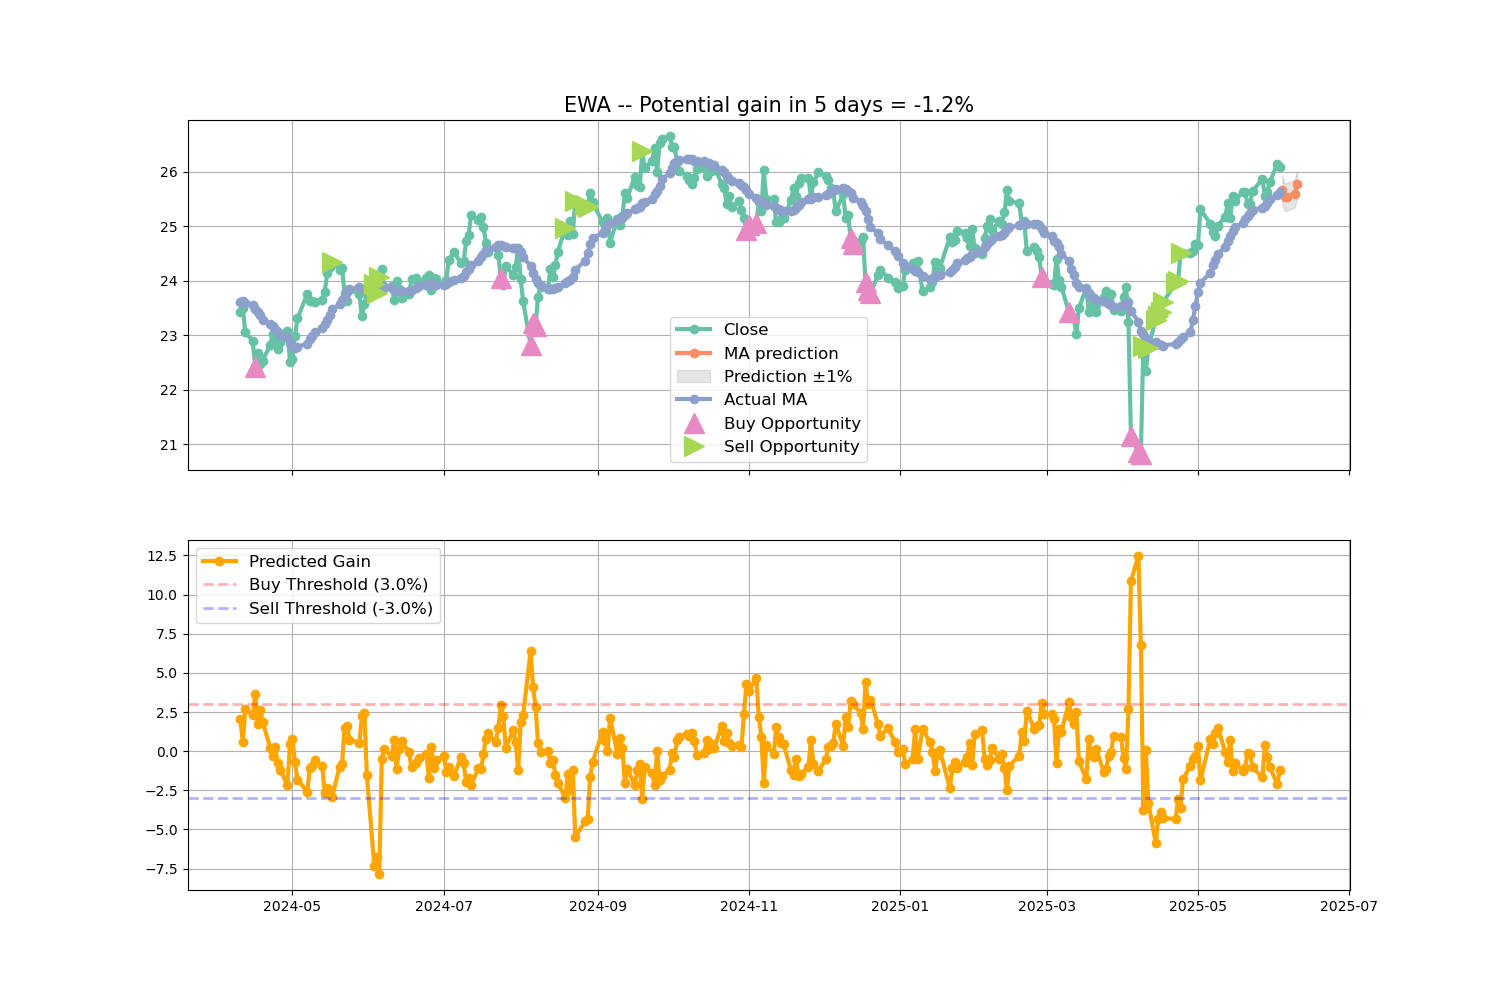 EWA -- Potential gain in 5 days = -1.2%
26
25
24
23
22
21
Close
MA prediction
Prediction ±1%
Actual MA
Buy Opportunity
Sell Opportunity
12.5
10.0
7.5
5.0
2.5
0.0
−2.5
−5.0
−7.5
Predicted Gain
Buy Threshold (3.0%)
Sell Threshold (-3.0%)
2024-05 2024-07 2024-09 2024-11 2025-01 2025-03 2025-05 2025-07